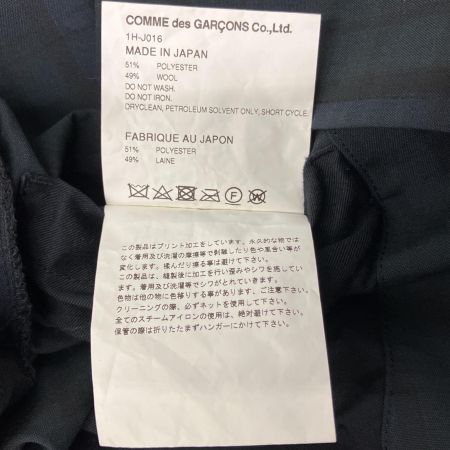 COMME des GARÇONS Co.,Ltd.
1H-J016
MADE IN JAPAN
51% POLYESTER
49% WOOL
DO NOT WASH.
DO NOT IRON.
DRYCLEAN, PETROLEUM SOLVENT ONLY, SHORT CYCLE.
FABRIQUE AU JAPON
51% POLYESTER
49% LAINE
F
W
この製品はプリント加工をしています。永久的な物では
なく着用及び洗濯の摩擦等で剥離したり色や風合い等が
変化します。揉んだり擦る事は避けて下さい。
この製品は、縫製後に加工を行い歪みやシワを施してい
ます。着用及び洗濯等でシワがとれていきます。
色物は他の物に色移りする事があります、ご注意下さい。
クリーニングの際、必ずネットを使用して下さい。
全てのスチームアイロンの使用は、絶対避けて下さい。
保管の際は折りたたまずハンガーにかけて下さい。